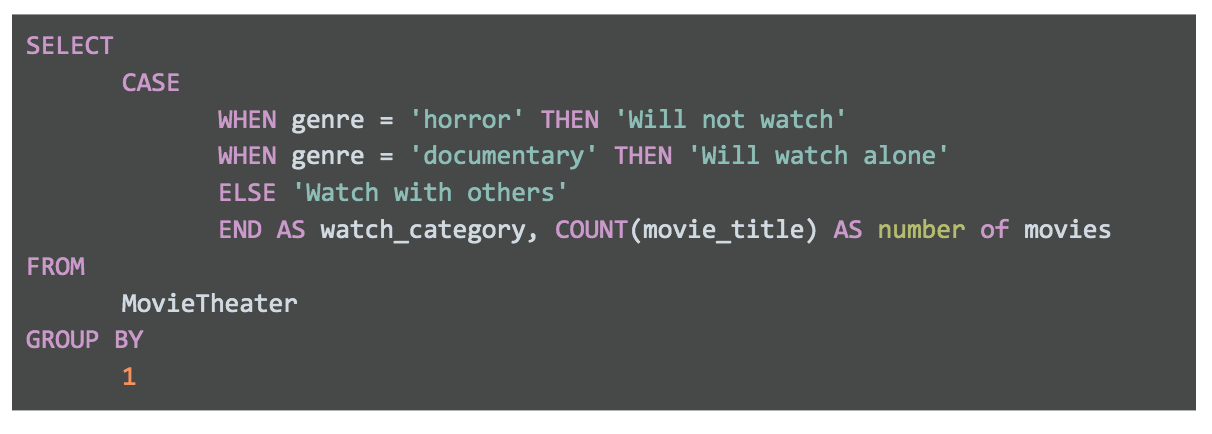 SELECT
CASE
WHEN genre = 'horror' THEN 'Will not watch'
WHEN genre = 'documentary' THEN 'Will watch alone'
ELSE 'Watch with others'
END AS watch_category, COUNT(movie_title) AS number of movies
FROM
MovieTheater
GROUP BY
1